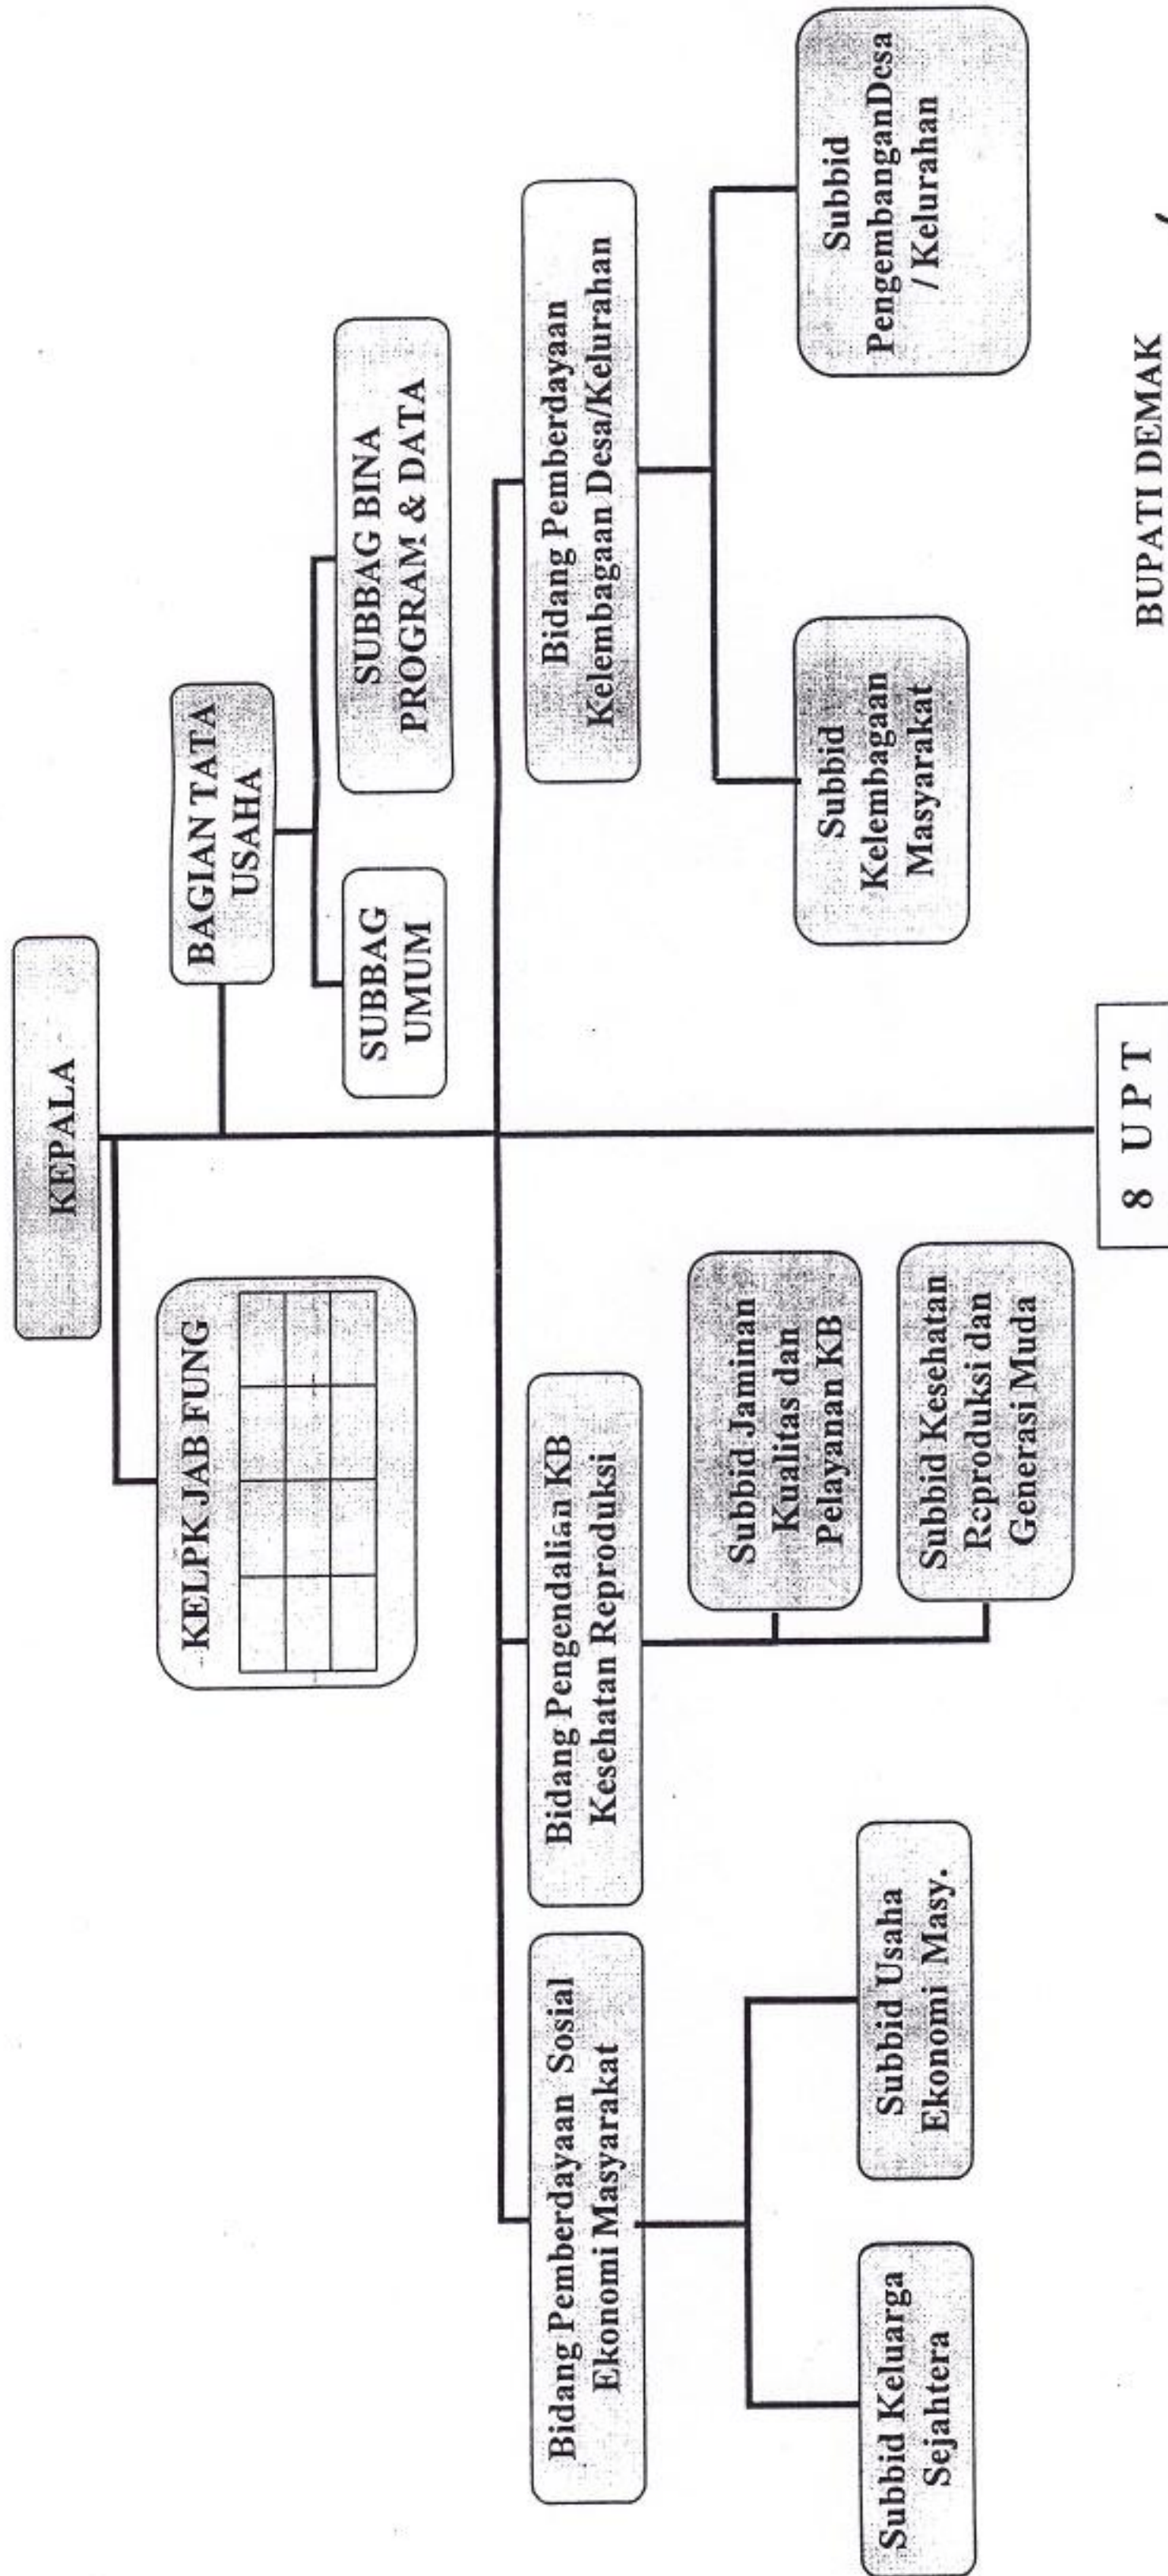 KEPALA
KELPK JAB FUNG
BAGIAN TATA
USAHA
SUBBAG
UMUM
SUBBAG BINA
PROGRAM & DATA
Bidang Pemberdayaan Sosial
Ekonomi Masyarakat
Bidang Pengendalian KB
Kesehatan Reproduksi
Bidang Pemberdayaan
Kelembagaan Desa/Kelurahan
Subbid Keluarga
Sejahtera
Subbid Usaha
Ekonomi Masy.
Subbid Jaminan
Kualitas dan
Pelayanan KB
Subbid Kesehatan
Reproduksi dan
Generasi Muda
Subbid
Kelembagaan
Masyarakat
Subbid
PengembanganDesa
/ Kelurahan
8 U P T
BUPATI DEMAK